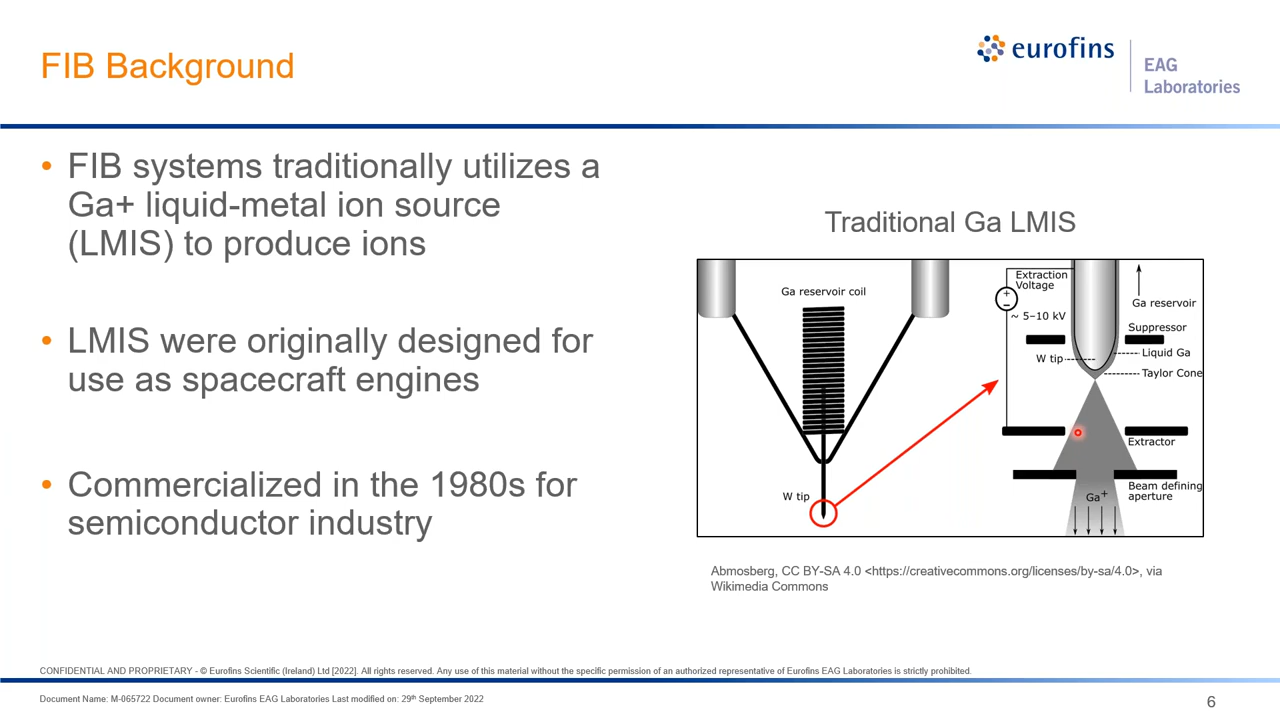 FIB Background
eurofins
EAG
Laboratories
• FIB systems traditionally utilizes a
Ga+ liquid-metal ion source
(LMIS) to produce ions
• LMIS were originally designed for
use as spacecraft engines
• Commercialized in the 1980s for
semiconductor industry
Traditional Ga LMIS
Ga reservoir coil
W tip
Extraction
Voltage
+
−
~ 5–10 kV
Ga reservoir
Suppressor
W tip
Liquid Ga
Taylor Cone
Extractor
Beam defining
aperture
Ga+
Abmosberg, CC BY-SA 4.0 <https://creativecommons.org/licenses/by-sa/4.0>, via
Wikimedia Commons
CONFIDENTIAL AND PROPRIETARY - © Eurofins Scientific (Ireland) Ltd [2022]. All rights reserved. Any use of this material without the specific permission of an authorized representative of Eurofins EAG Laboratories is strictly prohibited.
Document Name: M-065722 Document owner: Eurofins EAG Laboratories Last modified on: 29th September 2022
6